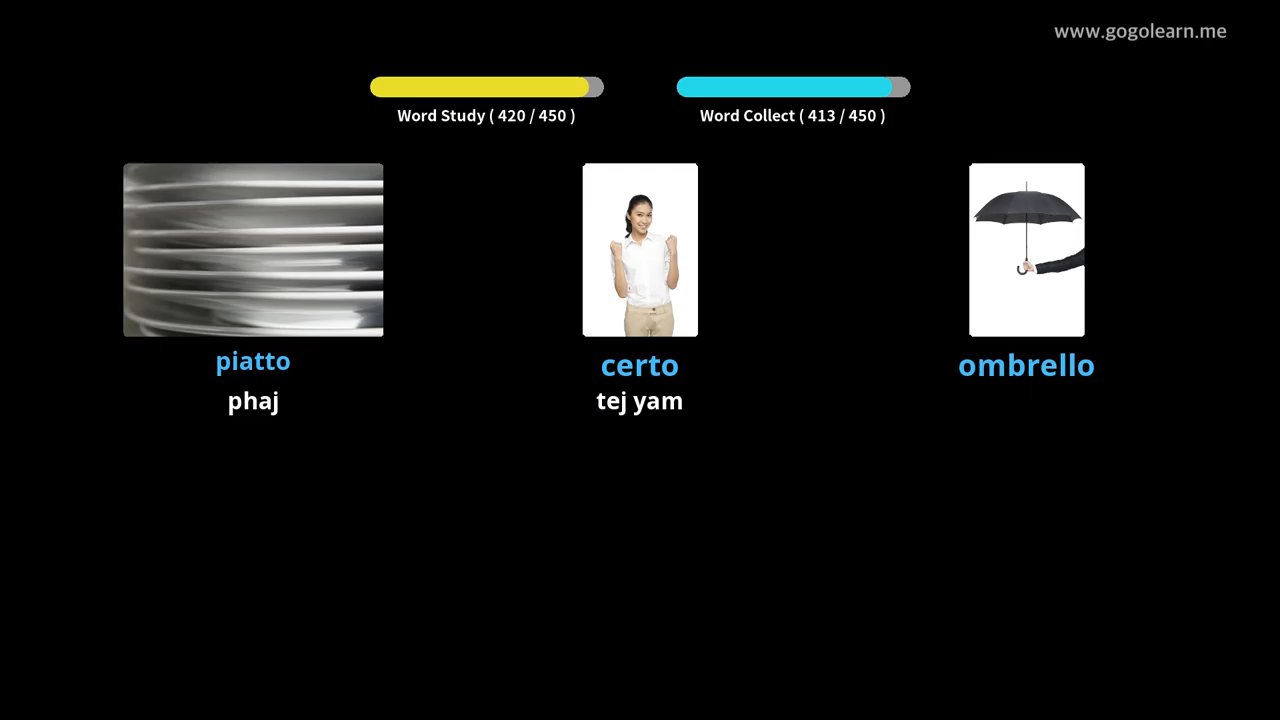 www.gogolearn.me
Word Study ( 420 / 450 )
Word Collect ( 413 / 450 )
piatto
phaj
certo
tej yam
ombrello